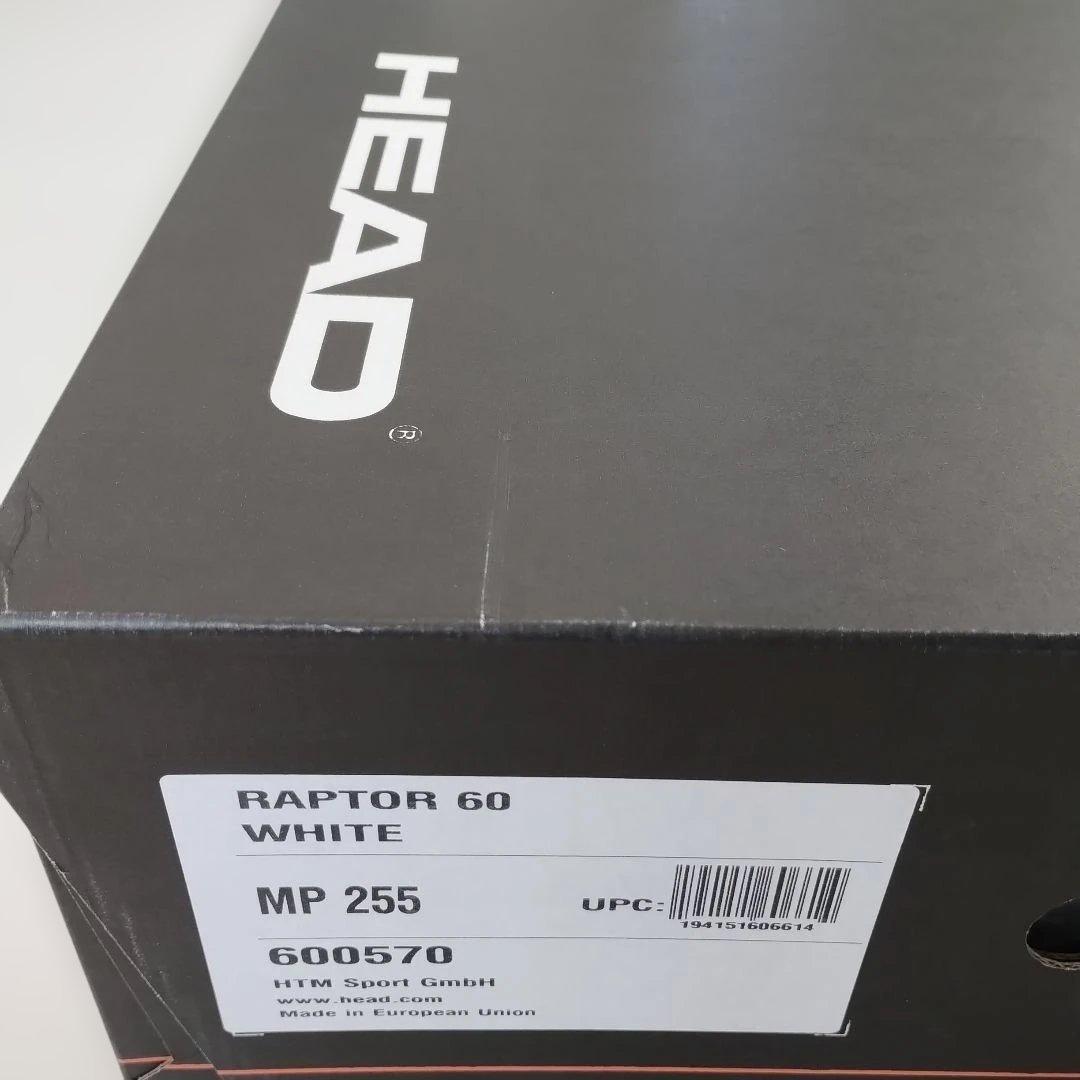 HEAD®
RAPTOR 60
WHITE
MP 255
UPC:
194151606614
600570
HTM Sport GmbH
www.head.com
Made in European Union